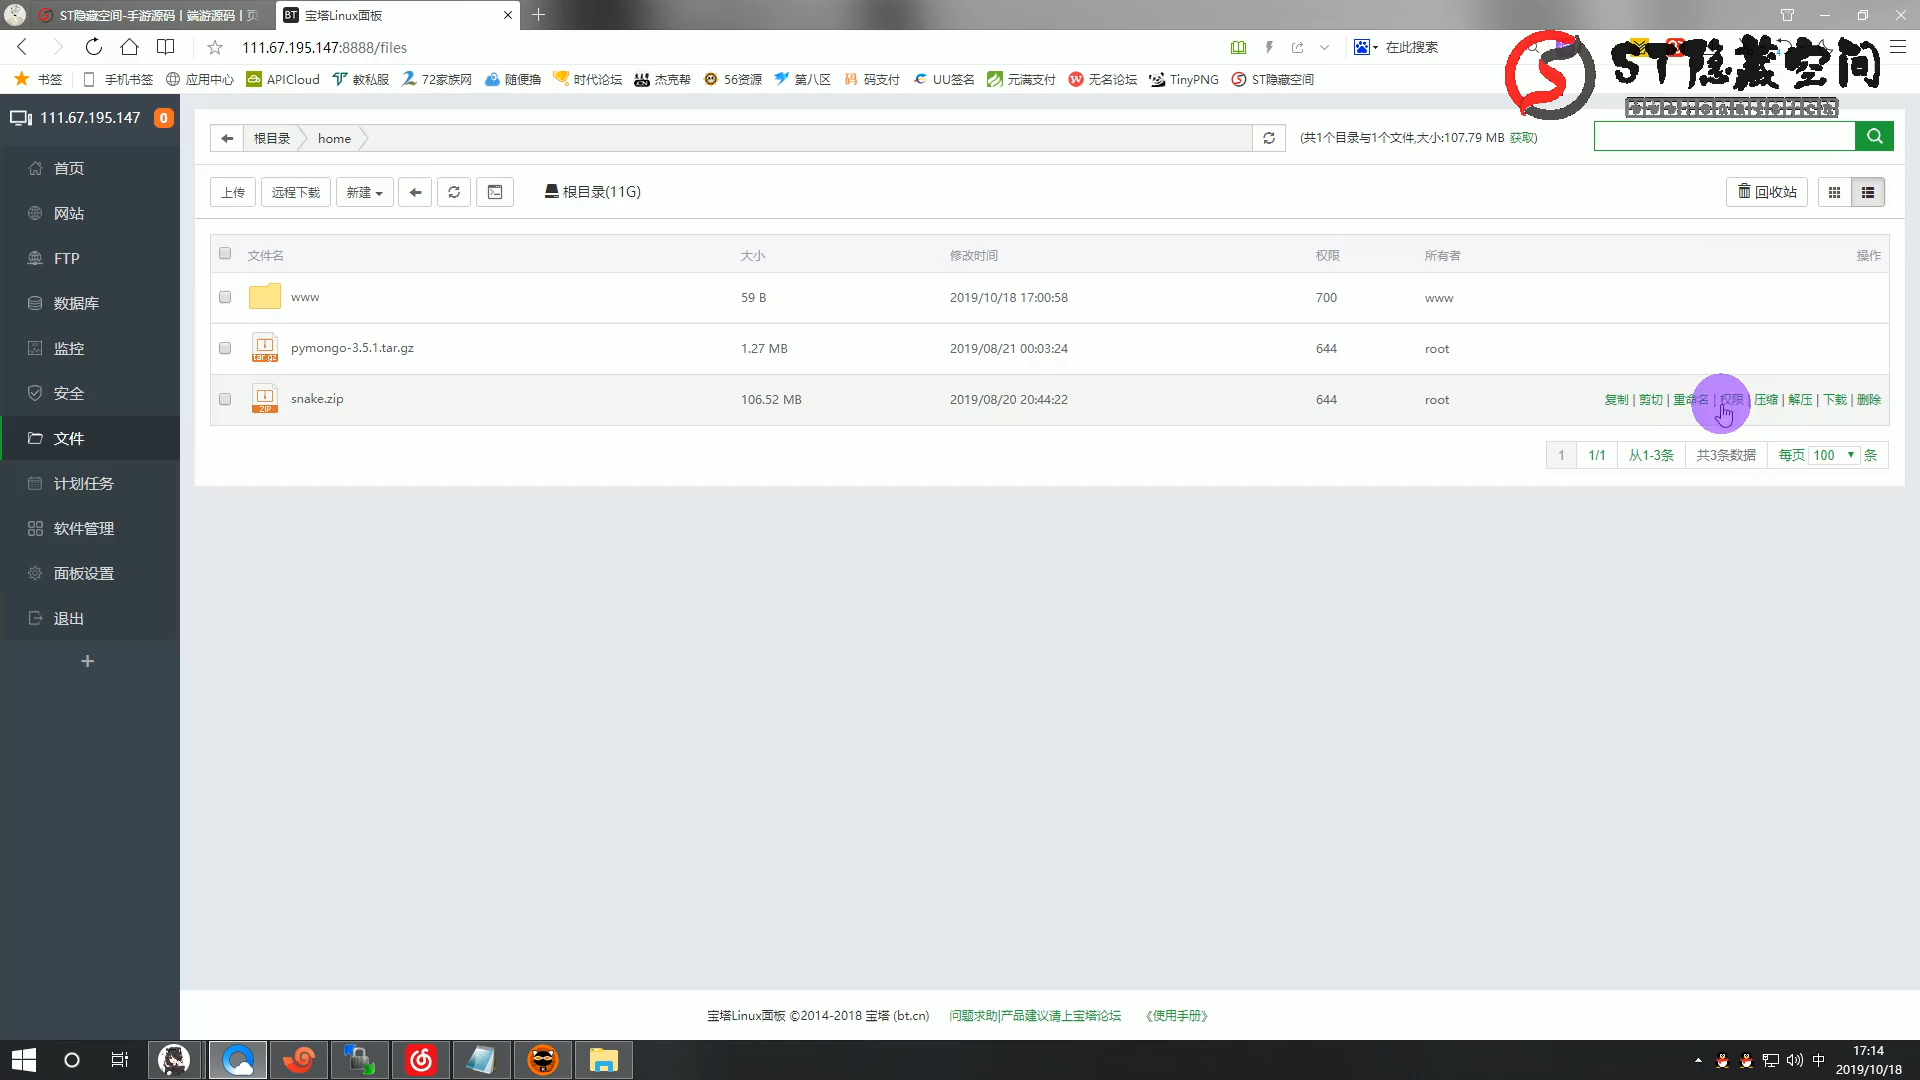 ST隐藏空间-手游源码丨端游源码丨页
BT 宝塔Linux面板
111.67.195.147:8888/files
在此搜索
书签 手机书签 应用中心 APICloud 教私服 72家族网 随便撸 时代论坛 杰克帮 56资源 第八区 码支付 UU签名 元满支付 无名论坛 TinyPNG ST隐藏空间
ST隐藏空间
111.67.195.147 0
首页
网站
FTP
数据库
监控
安全
文件
计划任务
软件管理
面板设置
退出
根目录 home (共1个目录与1个文件,大小:107.79 MB 获取)
上传 远程下载 新建 根目录(11G) 回收站
文件名 大小 修改时间 权限 所有者 操作
www 59 B 2019/10/18 17:00:58 700 www
tar.gz pymongo-3.5.1.tar.gz 1.27 MB 2019/08/21 00:03:24 644 root
ZIP snake.zip 106.52 MB 2019/08/20 20:44:22 644 root 复制 | 剪切 | 重命名 | 权限 | 压缩 | 解压 | 下载 | 删除
1 1/1 从1-3条 共3条数据 每页 100 条
宝塔Linux面板 ©2014-2018 宝塔 (bt.cn) 问题求助|产品建议请上宝塔论坛 《使用手册》
中 17:14
2019/10/18